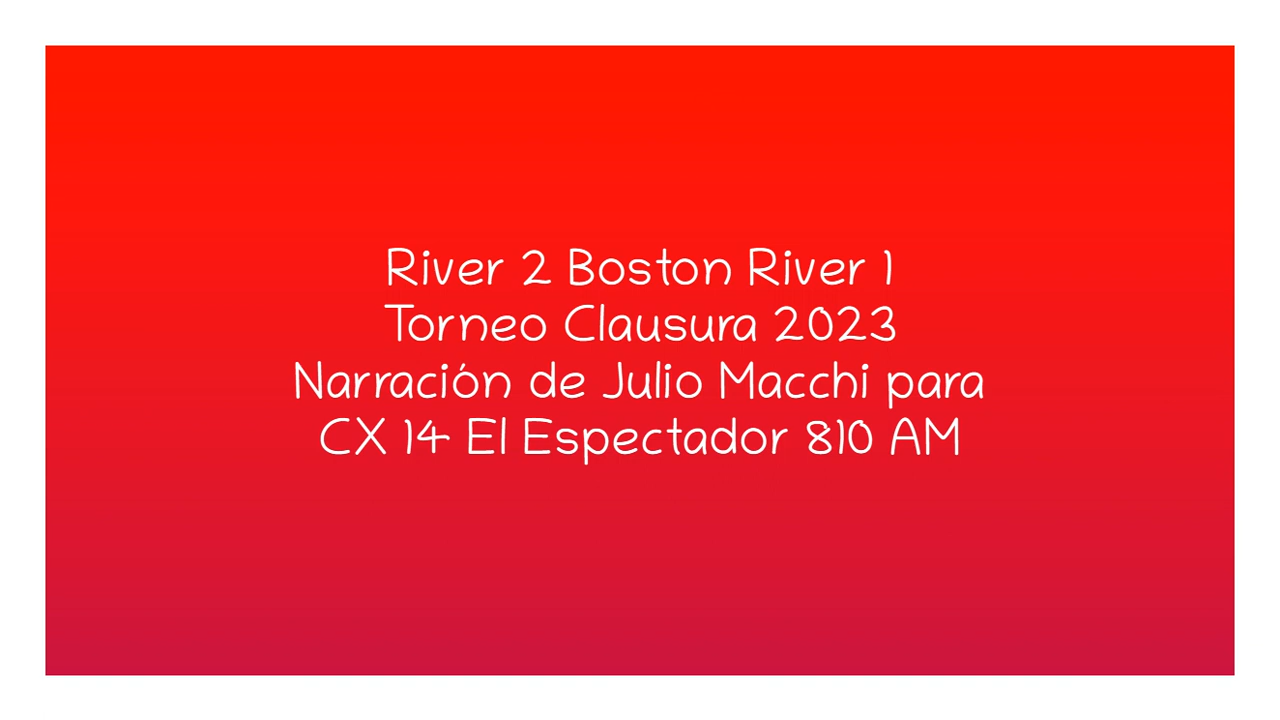 River 2 Boston River 1
Torneo Clausura 2023
Narración de Julio Macchi para
CX 14 El Espectador 810 AM